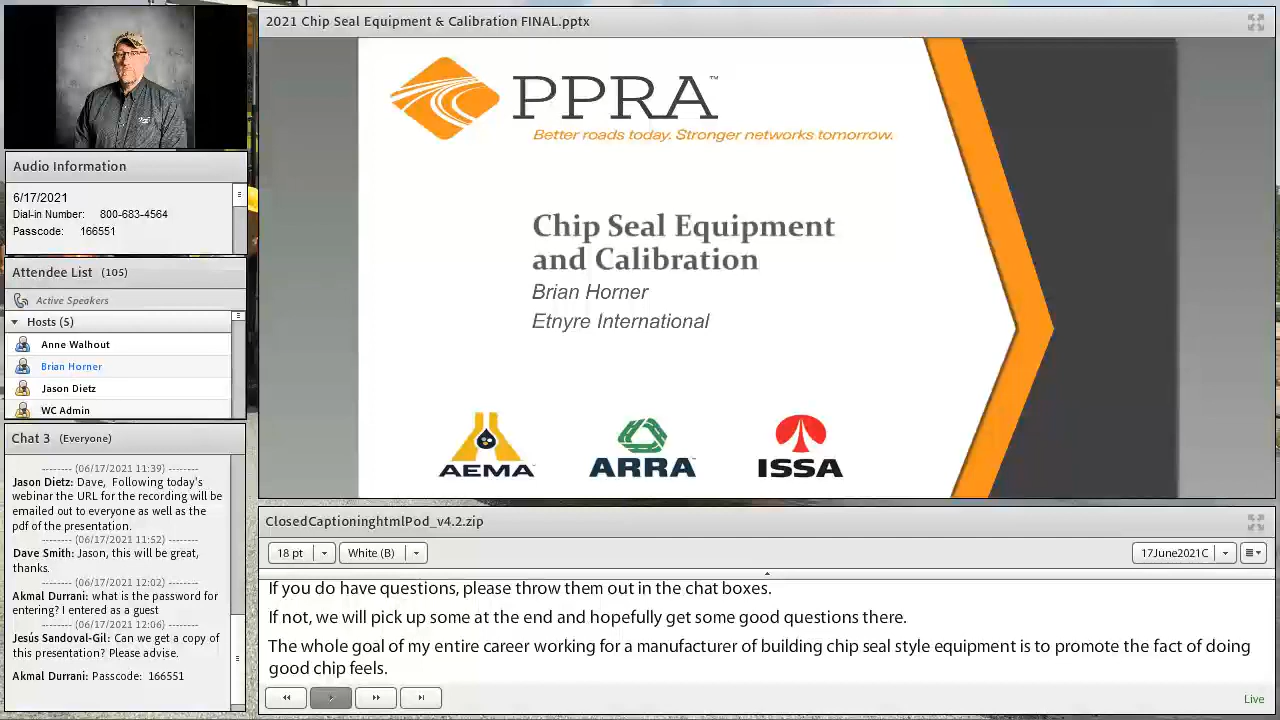 2021 Chip Seal Equipment & Calibration FINAL.pptx
PPRA™
Better roads today. Stronger networks tomorrow.
Chip Seal Equipment
and Calibration
Brian Horner
Etnyre International
AEMA
ARRA
ISSA
Audio Information
6/17/2021
Dial-in Number: 800-683-4564
Passcode: 166551
Attendee List (105)
Active Speakers
Hosts (5)
Anne Walhout
Brian Horner
Jason Dietz
WC Admin
Chat 3 (Everyone)
-------- (06/17/2021 11:39) --------
Jason Dietz: Dave, Following today's
webinar the URL for the recording will be
emailed out to everyone as well as the
pdf of the presentation.
-------- (06/17/2021 11:52) --------
Dave Smith: Jason, this will be great,
thanks.
-------- (06/17/2021 12:02) --------
Akmal Durrani: what is the password for
entering? I entered as a guest
-------- (06/17/2021 12:06) --------
Jesús Sandoval-Gil: Can we get a copy of
this presentation? Please advise.
Akmal Durrani: Passcode: 166551
ClosedCaptioninghtmlPod_v4.2.zip
18 pt
White (B)
17June2021C
If you do have questions, please throw them out in the chat boxes.
If not, we will pick up some at the end and hopefully get some good questions there.
The whole goal of my entire career working for a manufacturer of building chip seal style equipment is to promote the fact of doing
good chip feels.
Live